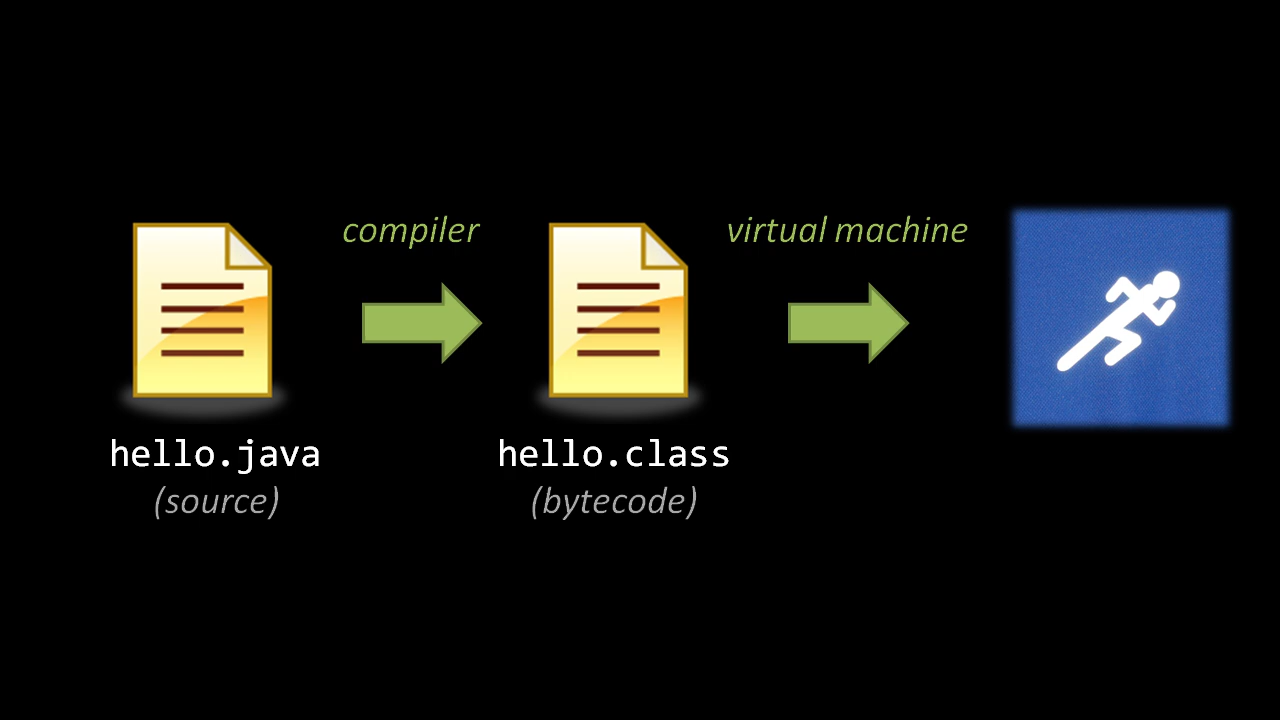 compiler
virtual machine
hello.java
(source)
hello.class
(bytecode)